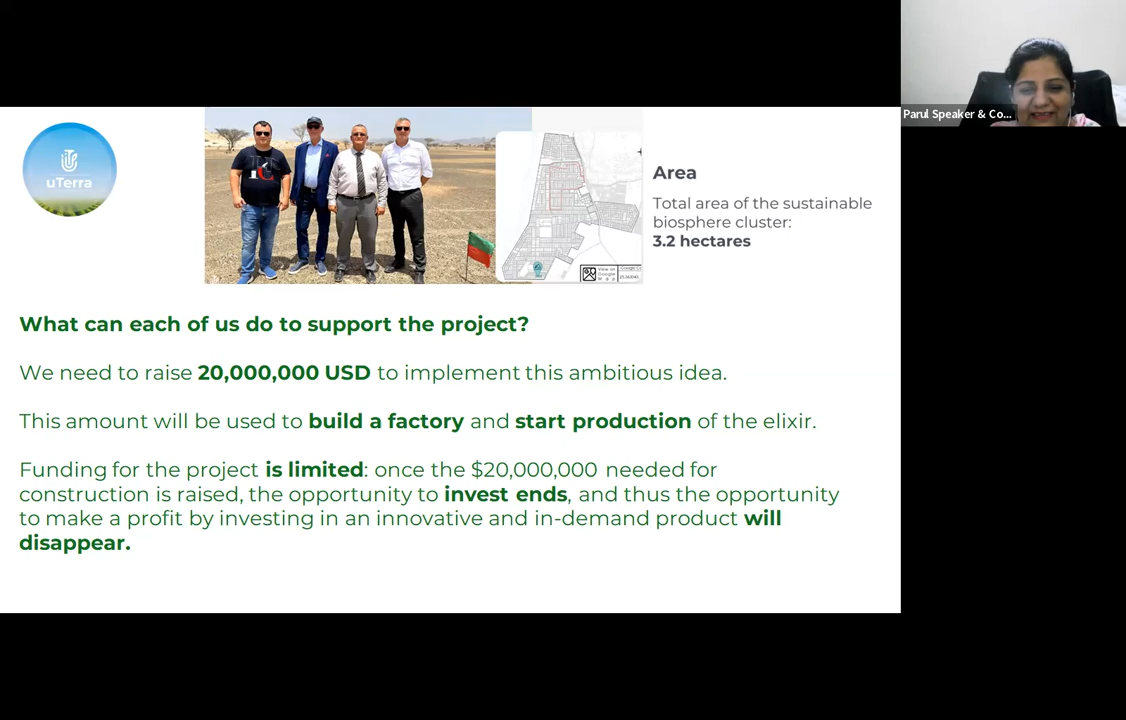 Parul Speaker & Co...
uTerra
Area
Total area of the sustainable
biosphere cluster:
3.2 hectares
View on
Google
Map
What can each of us do to support the project?
We need to raise 20,000,000 USD to implement this ambitious idea.
This amount will be used to build a factory and start production of the elixir.
Funding for the project is limited: once the $20,000,000 needed for
construction is raised, the opportunity to invest ends, and thus the opportunity
to make a profit by investing in an innovative and in-demand product will
disappear.